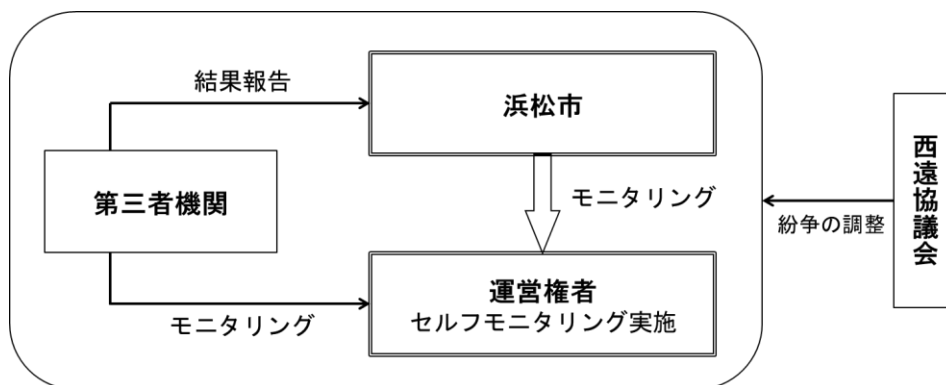 結果報告
浜松市
第三者機関
モニタリング
西遠協議会
紛争の調整
運営権者
セルフモニタリング実施
モニタリング